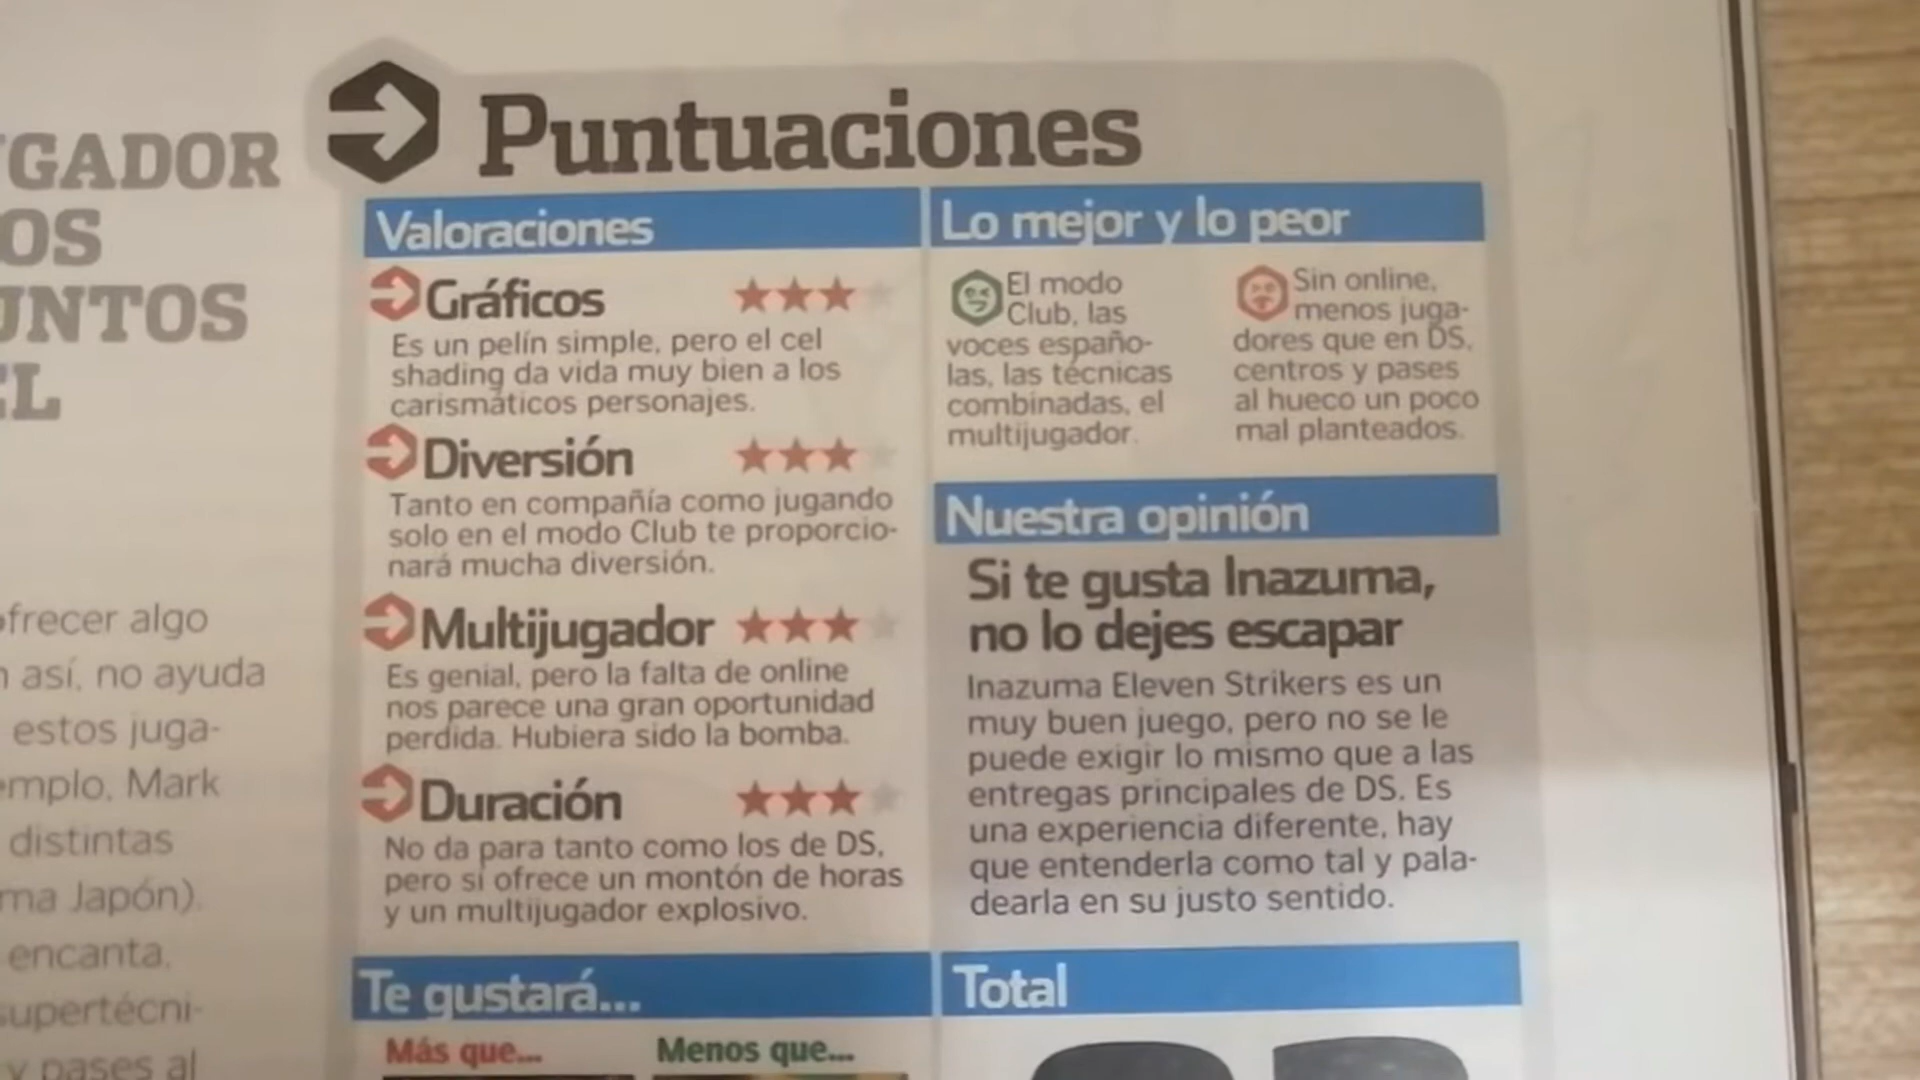 GADOR
OS
UNTOS
EL
frecer algo
así, no ayuda
estos juga-
emplo, Mark
distintas
ma Japón).
encanta,
supertécni-
y pases al
Puntuaciones
Valoraciones
Gráficos
Es un pelín simple, pero el cel
shading da vida muy bien a los
carismáticos personajes.
Diversión
Tanto en compañía como jugando
solo en el modo Club te proporcio-
nará mucha diversión.
Multijugador
Es genial, pero la falta de online
nos parece una gran oportunidad
perdida. Hubiera sido la bomba.
Duración
No da para tanto como los de DS,
pero sí ofrece un montón de horas
y un multijugador explosivo.
Te gustará...
Más que...
Menos que...
Lo mejor y lo peor
El modo
Club, las
voces españo-
las, las técnicas
combinadas, el
multijugador.
Sin online,
menos juga-
dores que en DS,
centros y pases
al hueco un poco
mal planteados.
Nuestra opinión
Si te gusta Inazuma,
no lo dejes escapar
Inazuma Eleven Strikers es un
muy buen juego, pero no se le
puede exigir lo mismo que a las
entregas principales de DS. Es
una experiencia diferente, hay
que entenderla como tal y pala-
dearla en su justo sentido.
Total